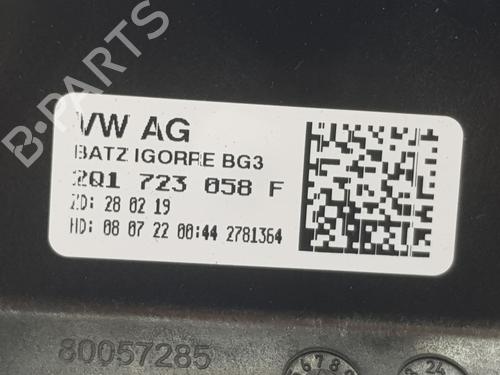 B-PARTS
VW AG
BATZ IGORRE BG3
2Q1 723 058 F
ZD: 28 02 19
HD: 08 07 22 00:44 2781364
80057285